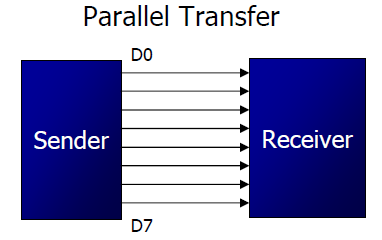 Parallel Transfer
D0
Sender
Receiver
D7